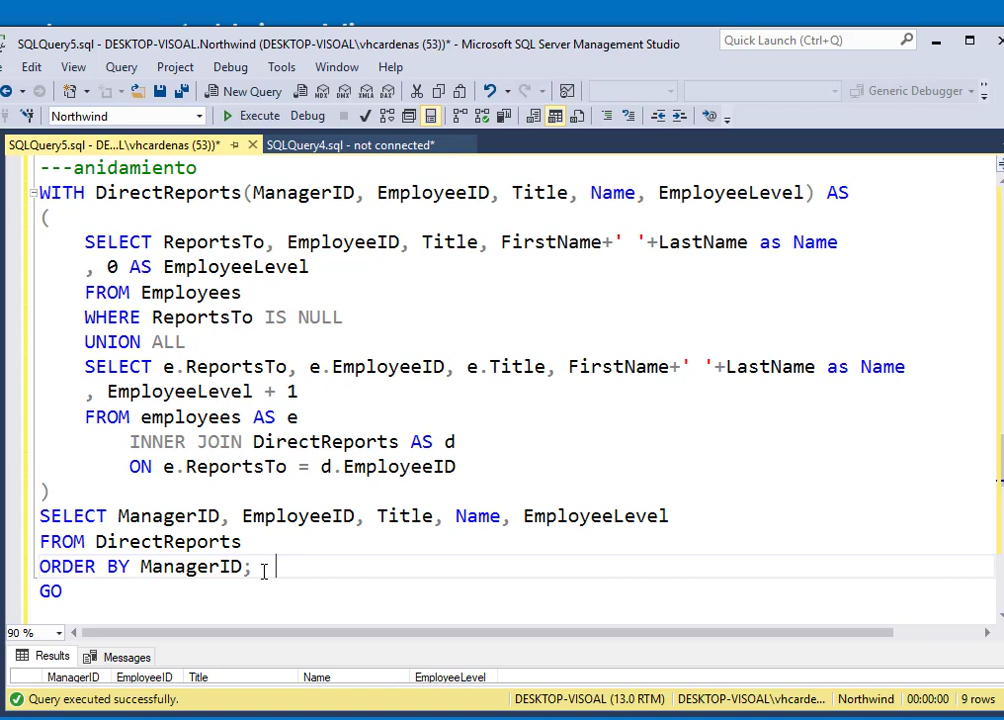 SQLQuery5.sql - DESKTOP-VISOAL.Northwind (DESKTOP-VISOAL\vhcardenas (53))* - Microsoft SQL Server Management Studio
Quick Launch (Ctrl+Q)
Edit View Query Project Debug Tools Window Help
New Query MDX DMX XMLA DAX
Generic Debugger
Northwind Execute Debug
SQLQuery5.sql - DE...L\vhcardenas (53))* SQLQuery4.sql - not connected*
---anidamiento
WITH DirectReports(ManagerID, EmployeeID, Title, Name, EmployeeLevel) AS
(
SELECT ReportsTo, EmployeeID, Title, FirstName+' '+LastName as Name
, 0 AS EmployeeLevel
FROM Employees
WHERE ReportsTo IS NULL
UNION ALL
SELECT e.ReportsTo, e.EmployeeID, e.Title, FirstName+' '+LastName as Name
, EmployeeLevel + 1
FROM employees AS e
INNER JOIN DirectReports AS d
ON e.ReportsTo = d.EmployeeID
)
SELECT ManagerID, EmployeeID, Title, Name, EmployeeLevel
FROM DirectReports
ORDER BY ManagerID;
GO
90 %
Results Messages
ManagerID EmployeeID Title Name EmployeeLevel
Query executed successfully. DESKTOP-VISOAL (13.0 RTM) DESKTOP-VISOAL\vhcarde... Northwind 00:00:00 9 rows